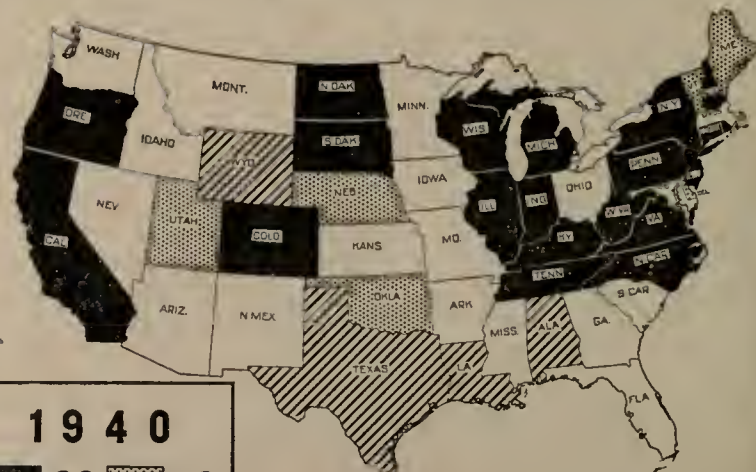 WASH
MONT.
N.DAK
MINN.
ORE
IDAHO
S.DAK
WIS
MICH
N.Y
ME
WYO
IOWA
NEB
PENN
NEV
UTAH
COLO
ILL
IND
OHIO
W.VA
VA
DEL
CAL
KANS
MO.
KY
N.CAR
TENN
ARIZ.
N.MEX
OKLA
ARK
S.CAR
MISS.
ALA
GA.
TEXAS
LA
FLA
1940